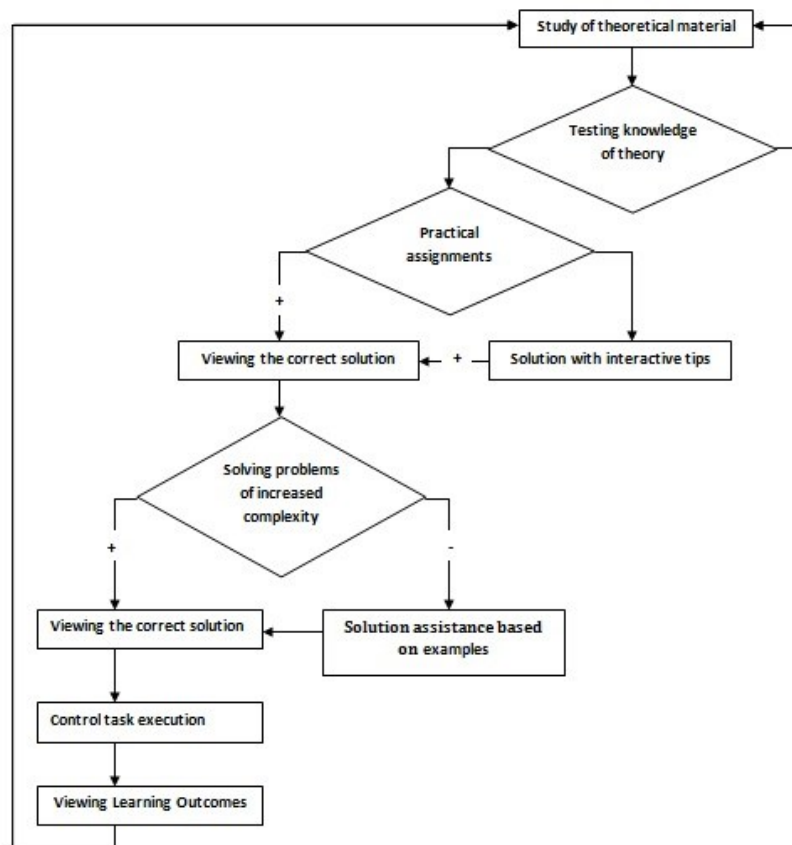 Study of theoretical material
Testing knowledge
of theory
Practical
assignments
+
Viewing the correct solution
+
Solution with interactive tips
Solving problems
of increased
complexity
+
-
Viewing the correct solution
Solution assistance based
on examples
Control task execution
Viewing Learning Outcomes